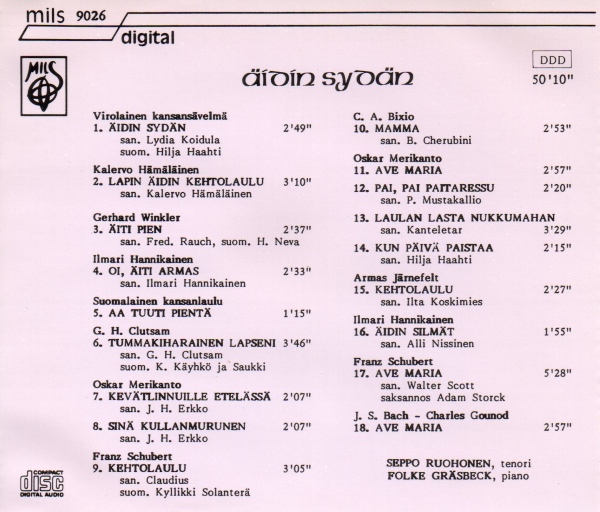 mils 9026
digital
MILS
DDD
äidin sydän
50'10"
Virolainen kansansävelmä
1. ÄIDIN SYDÄN 2'49"
san. Lydia Koidula
suom. Hilja Haahti
Kalervo Hämäläinen
2. LAPIN ÄIDIN KEHTOLAULU 3'10"
san. Kalervo Hämäläinen
Gerhard Winkler
3. ÄITI PIEN 2'37"
san. Fred. Rauch, suom. H. Neva
Ilmari Hannikainen
4. OI, ÄITI ARMAS 2'33"
san. Ilmari Hannikainen
Suomalainen kansanlaulu
5. AA TUUTI PIENTÄ 1'15"
G. H. Clutsam
6. TUMMAKIHARAINEN LAPSENI 3'46"
san. G. H. Clutsam
suom. K. Käyhkö ja Saukki
Oskar Merikanto
7. KEVÄTLINNUILLE ETELÄSSÄ 2'07"
san. J. H. Erkko
8. SINÄ KULLANMURUNEN 2'07"
san. J. H. Erkko
Franz Schubert
9. KEHTOLAULU 3'05"
san. Claudius
suom. Kyllikki Solanterä
C. A. Bixio
10. MAMMA 2'53"
san. B. Cherubini
Oskar Merikanto
11. AVE MARIA 2'57"
12. PAI, PAI PAITARESSU 2'20"
san. P. Mustakallio
13. LAULAN LASTA NUKKUMAHAN
san. Kanteletar 3'29"
14. KUN PÄIVÄ PAISTAA 2'15"
san. Hilja Haahti
Armas Järnefelt
15. KEHTOLAULU 2'27"
san. Ilta Koskimies
Ilmari Hannikainen
16. ÄIDIN SILMÄT 1'55"
san. Alli Nissinen
Franz Schubert
17. AVE MARIA 5'28"
san. Walter Scott
saksannos Adam Storck
J. S. Bach - Charles Gounod
18. AVE MARIA 2'57"
SEPPO RUOHONEN, tenori
FOLKE GRÄSBECK, piano
COMPACT
disc
DIGITAL AUDIO